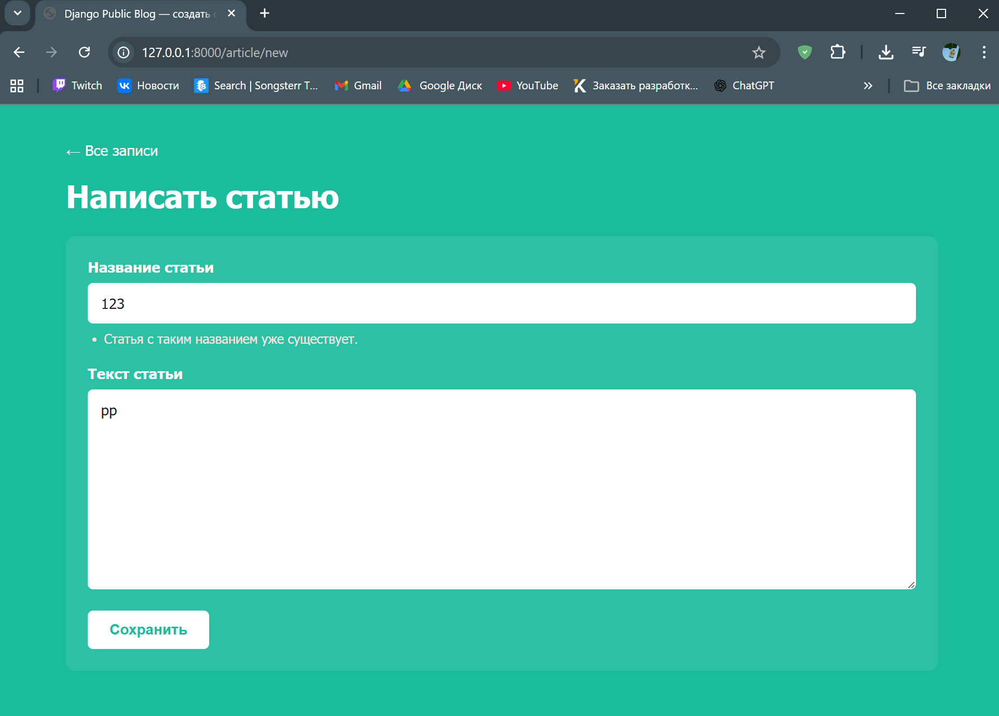 Django Public Blog — создать
127.0.0.1:8000/article/new
Twitch
Новости
Search | Songsterr T...
Gmail
Google Диск
YouTube
Заказать разработк...
ChatGPT
Все закладки
← Все записи
Написать статью
Название статьи
123
• Статья с таким названием уже существует.
Текст статьи
pp
Сохранить